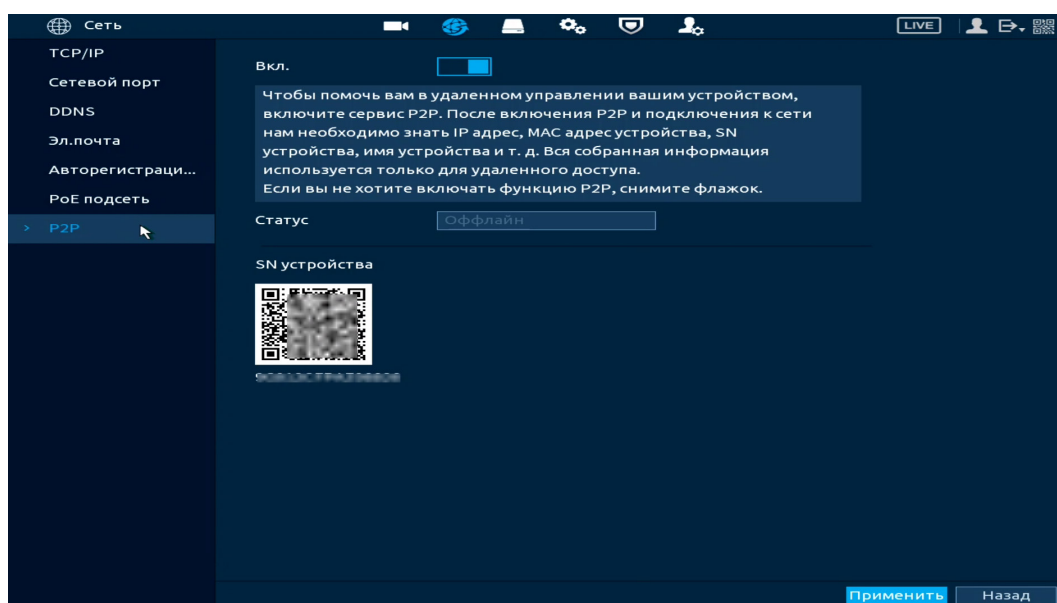 Сеть
LIVE
TCP/IP
Сетевой порт
DDNS
Эл.почта
Авторегистраци...
PoE подсеть
> P2P
Вкл.
Чтобы помочь вам в удаленном управлении вашим устройством,
включите сервис P2P. После включения P2P и подключения к сети
нам необходимо знать IP адрес, MAC адрес устройства, SN
устройства, имя устройства и т. д. Вся собранная информация
используется только для удаленного доступа.
Если вы не хотите включать функцию P2P, снимите флажок.
Статус
Оффлайн
SN устройства
Применить
Назад